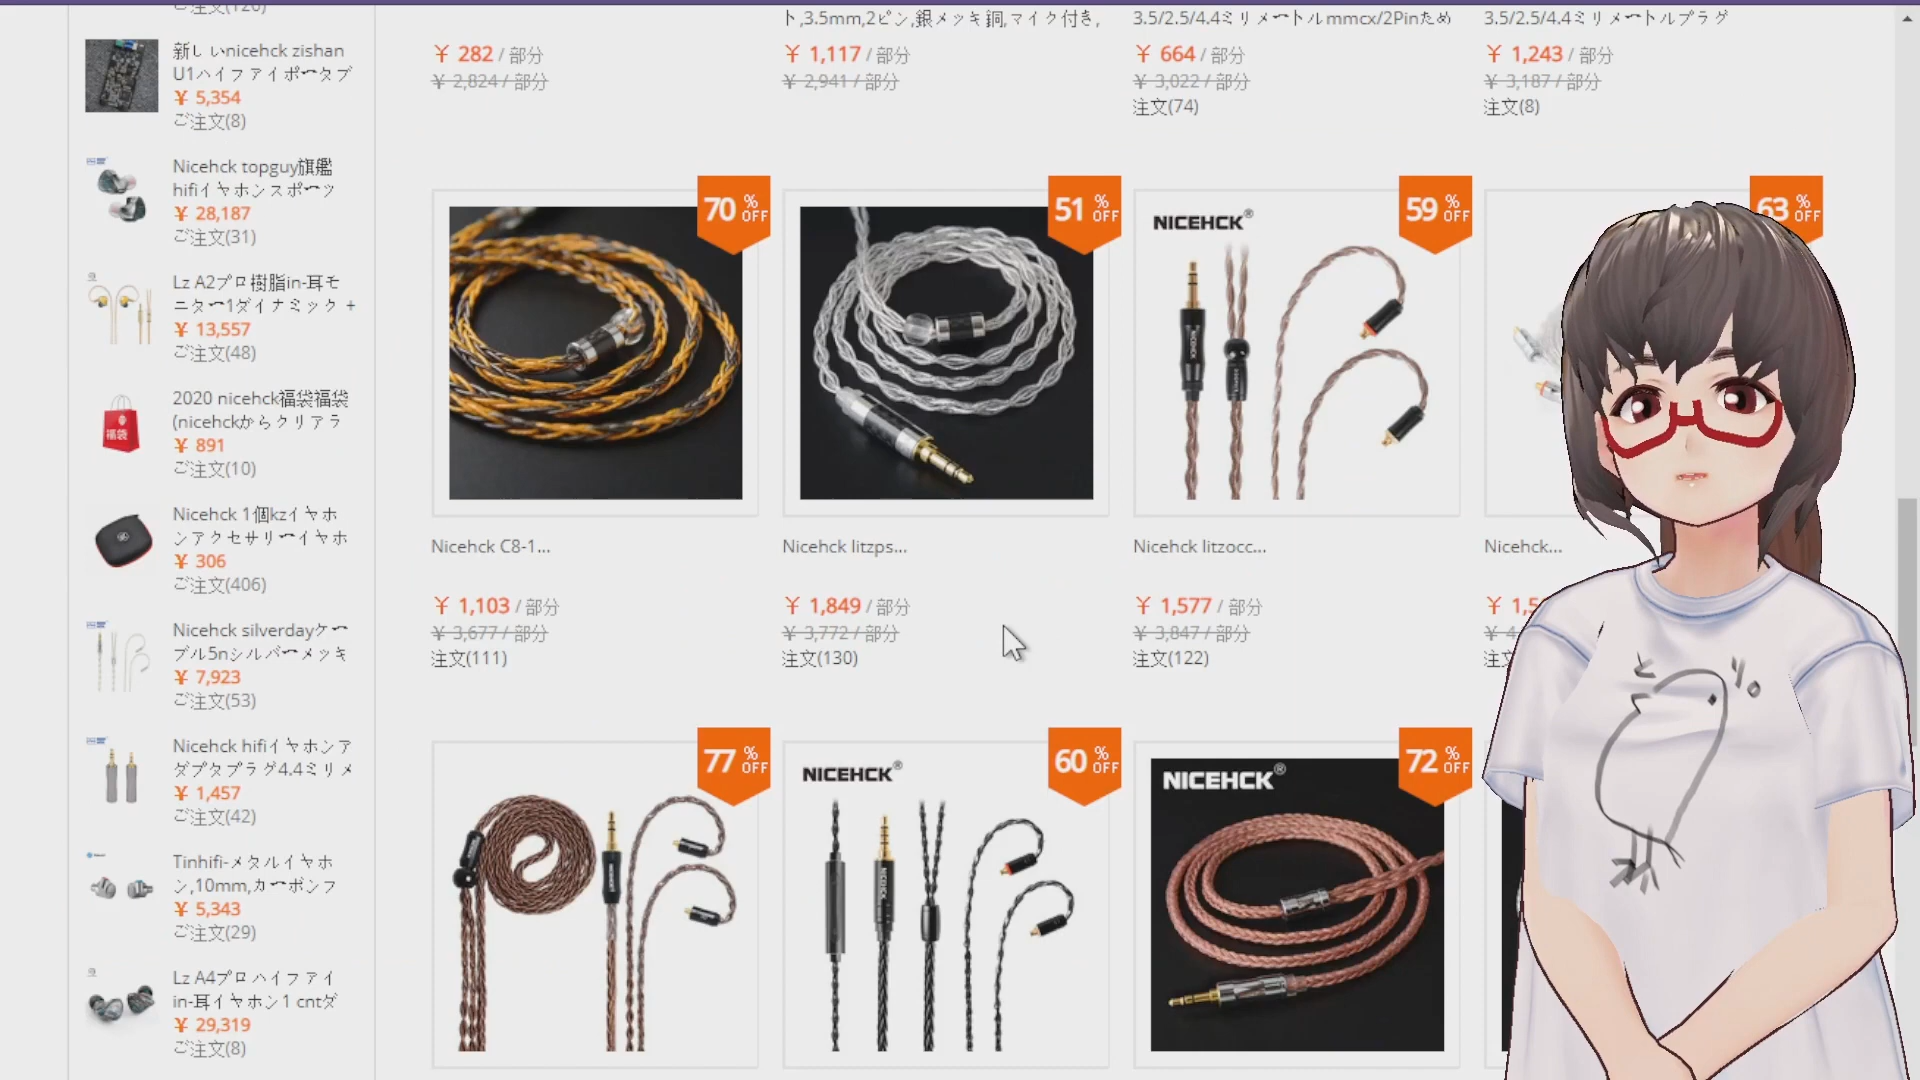 ご注文(120)
新しいnicehck zishan
U1ハイファイポータブ
¥ 5,354
ご注文(8)
Nicehck topguy旗艦
hifiイヤホンスポーツ
¥ 28,187
ご注文(31)
Lz A2プロ樹脂in-耳モ
ニター1ダイナミック +
¥ 13,557
ご注文(48)
2020 nicehck福袋福袋
(nicehckからクリアラ
¥ 891
ご注文(10)
福袋
Nicehck 1個kzイヤホ
ンアクセサリーイヤホ
¥ 306
ご注文(406)
Nicehck silverdayケー
ブル5nシルバーメッキ
¥ 7,923
ご注文(53)
Nicehck hifiイヤホンア
ダプタプラグ4.4ミリメ
¥ 1,457
ご注文(42)
Tinhifi-メタルイヤホ
ン,10mm,カーボンフ
¥ 5,343
ご注文(29)
Lz A4プロハイファイ
in-耳イヤホン1 cntダ
¥ 29,319
ご注文(8)
¥ 282 / 部分
¥ 2,824 / 部分
ト,3.5mm,2ピン,銀メッキ銅,マイク付き,
¥ 1,117 / 部分
¥ 2,941 / 部分
3.5/2.5/4.4ミリメートルmmcx/2Pinため
¥ 664 / 部分
¥ 3,022 / 部分
注文(74)
3.5/2.5/4.4ミリメートルプラグ
¥ 1,243 / 部分
¥ 3,187 / 部分
注文(8)
70 % OFF
Nicehck C8-1...
¥ 1,103 / 部分
¥ 3,677 / 部分
注文(111)
51 % OFF
Nicehck litzps...
¥ 1,849 / 部分
¥ 3,772 / 部分
注文(130)
59 % OFF
NICEHCK®
NICEHCK
Nicehck litzocc...
¥ 1,577 / 部分
¥ 3,847 / 部分
注文(122)
63 % OFF
Nicehck...
¥ 1,5
¥ 4
注文
とり。
77 % OFF
60 % OFF
NICEHCK®
NICEHCK
72 % OFF
NICEHCK®